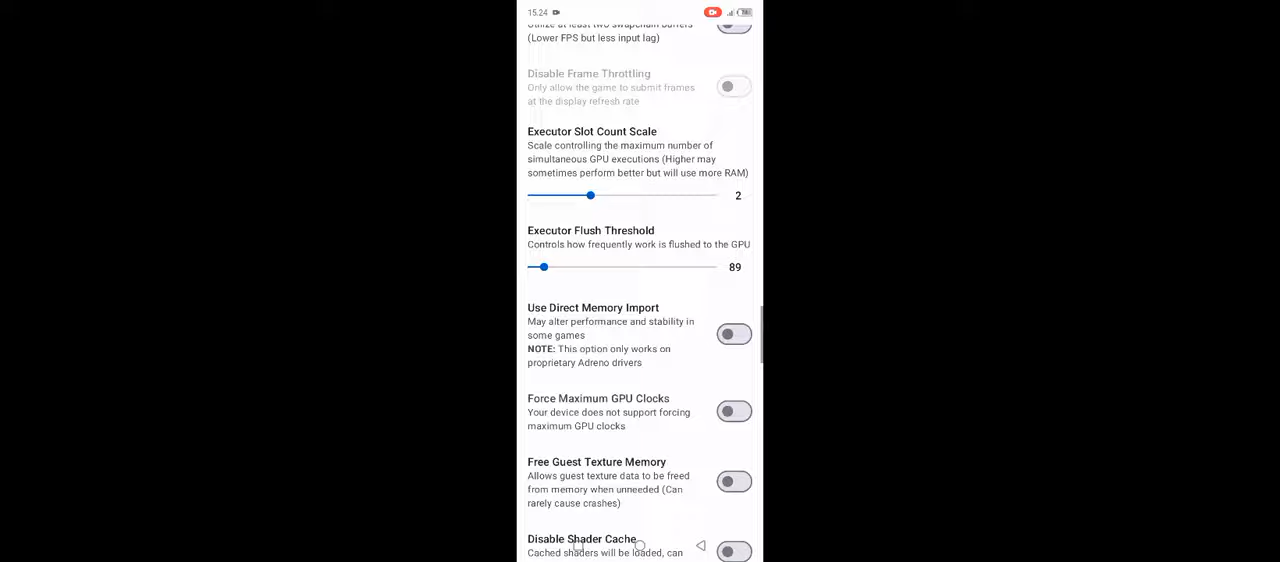 15.24
Utilize at least two swapchain buffers
(Lower FPS but less input lag)
Disable Frame Throttling
Only allow the game to submit frames
at the display refresh rate
Executor Slot Count Scale
Scale controlling the maximum number of
simultaneous GPU executions (Higher may
sometimes perform better but will use more RAM)
2
Executor Flush Threshold
Controls how frequently work is flushed to the GPU
89
Use Direct Memory Import
May alter performance and stability in
some games
NOTE: This option only works on
proprietary Adreno drivers
Force Maximum GPU Clocks
Your device does not support forcing
maximum GPU clocks
Free Guest Texture Memory
Allows guest texture data to be freed
from memory when unneeded (Can
rarely cause crashes)
Disable Shader Cache
Cached shaders will be loaded, can